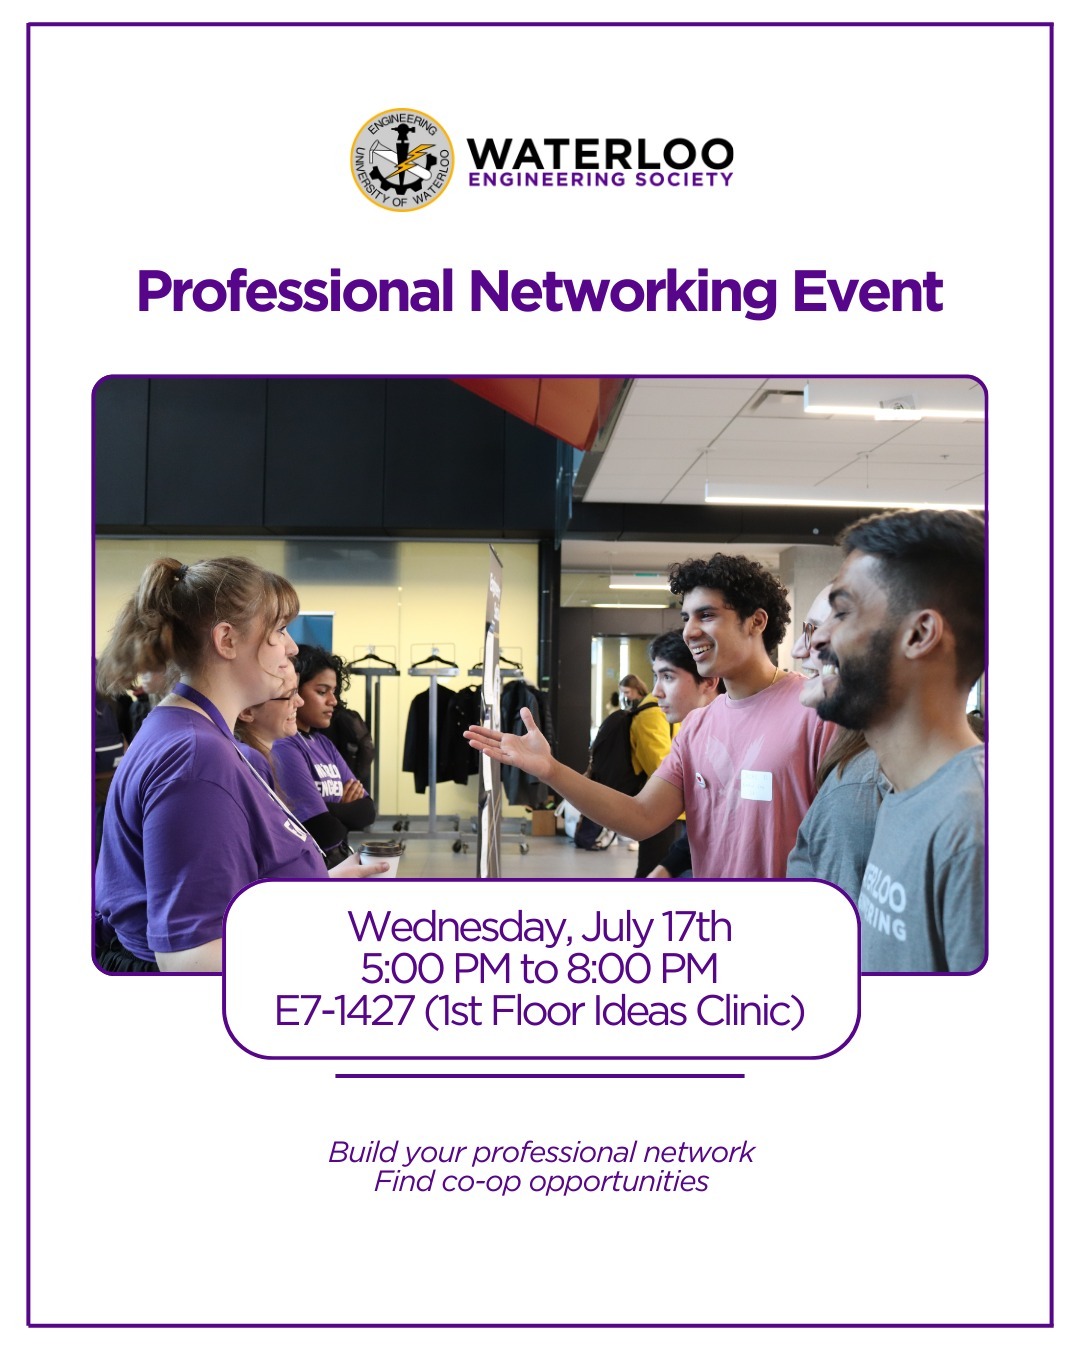 ENGINEERING
UNIVERSITY OF WATERLOO
WATERLOO
ENGINEERING SOCIETY
Professional Networking Event
Wednesday, July 17th
5:00 PM to 8:00 PM
E7-1427 (1st Floor Ideas Clinic)
Build your professional network
Find co-op opportunities